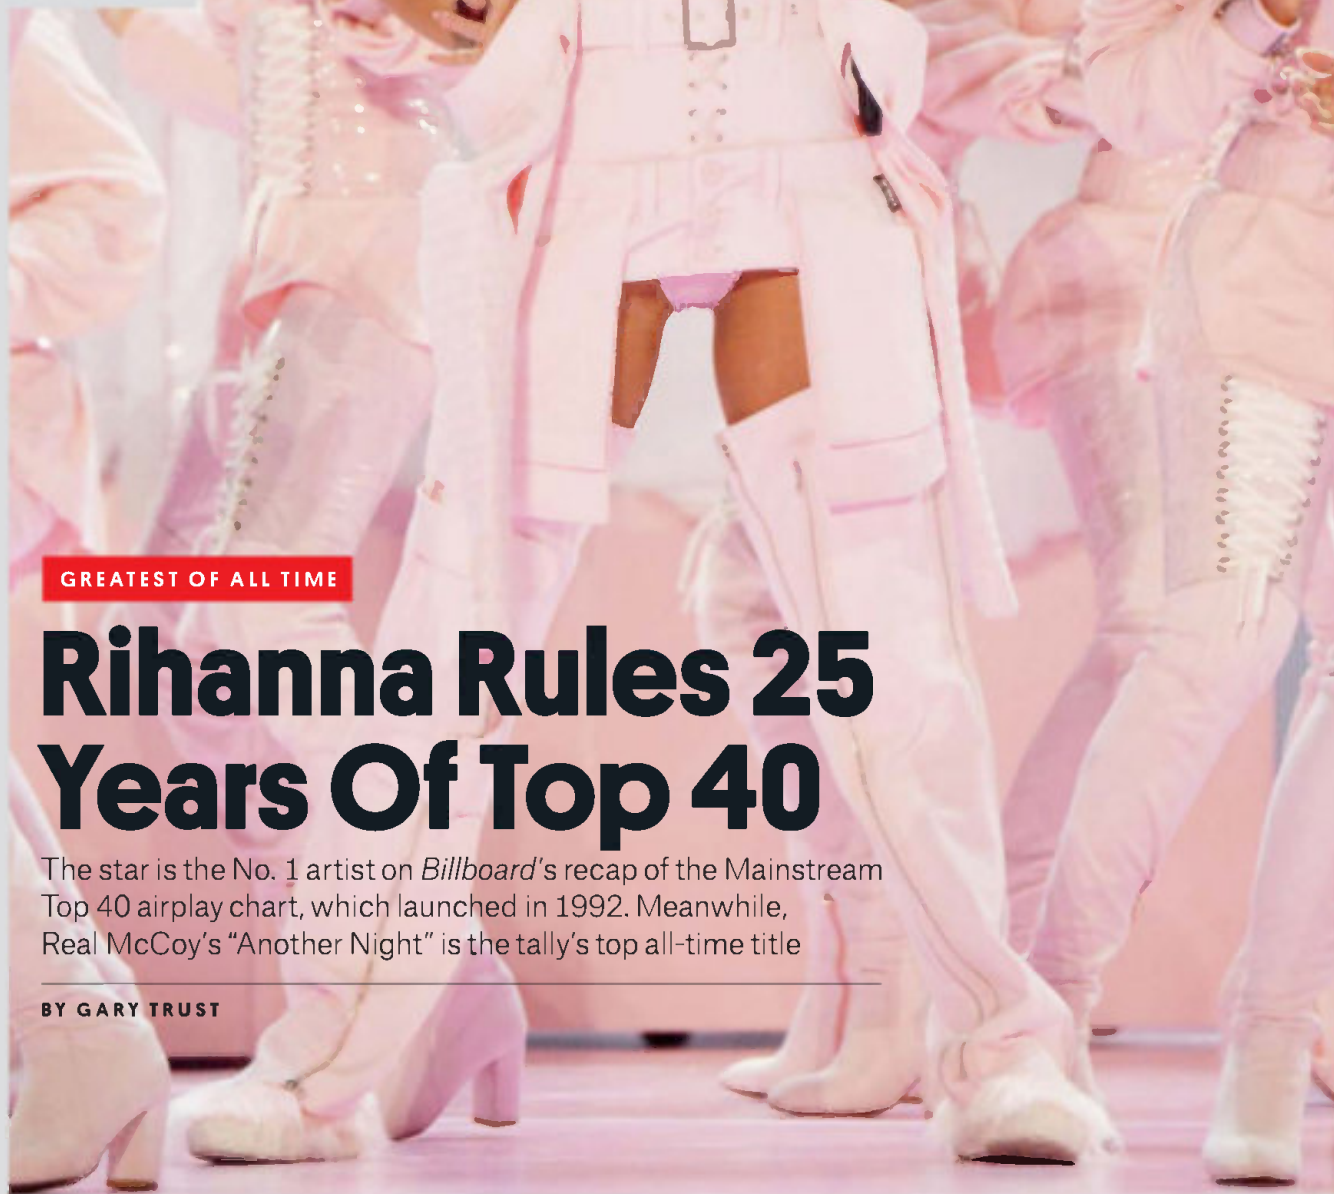 GREATEST OF ALL TIME
Rihanna Rules 25
Years Of Top 40
The star is the No. 1 artist on Billboard's recap of the Mainstream
Top 40 airplay chart, which launched in 1992. Meanwhile,
Real McCoy's “Another Night” is the tally's top all-time title
BY GARY TRUST